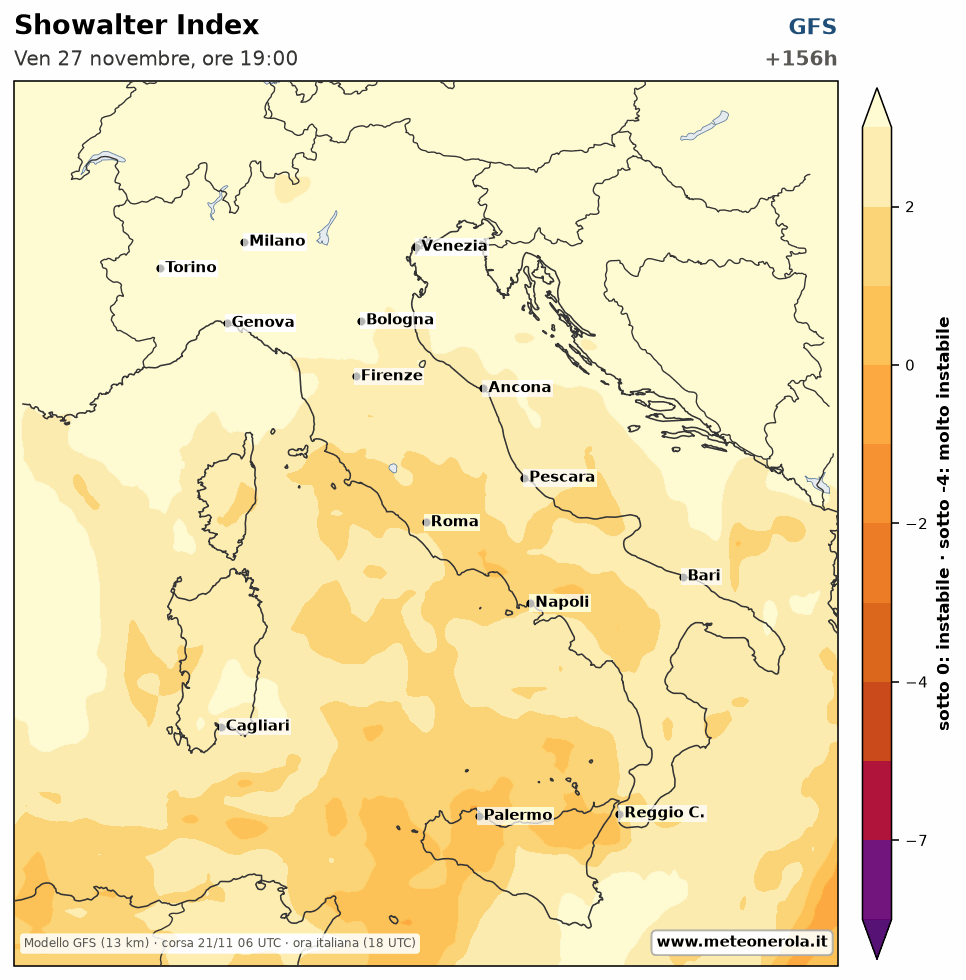 Showalter Index
GFS
Ven 27 novembre, ore 19:00
+156h
Milano
Venezia
Torino
Genova
Bologna
Firenze
Ancona
Pescara
Roma
Bari
Napoli
Cagliari
Palermo
Reggio C.
2
0
−2
−4
−7
sotto 0: instabile · sotto -4: molto instabile
Modello GFS (13 km) · corsa 21/11 06 UTC · ora italiana (18 UTC)
www.meteonerola.it